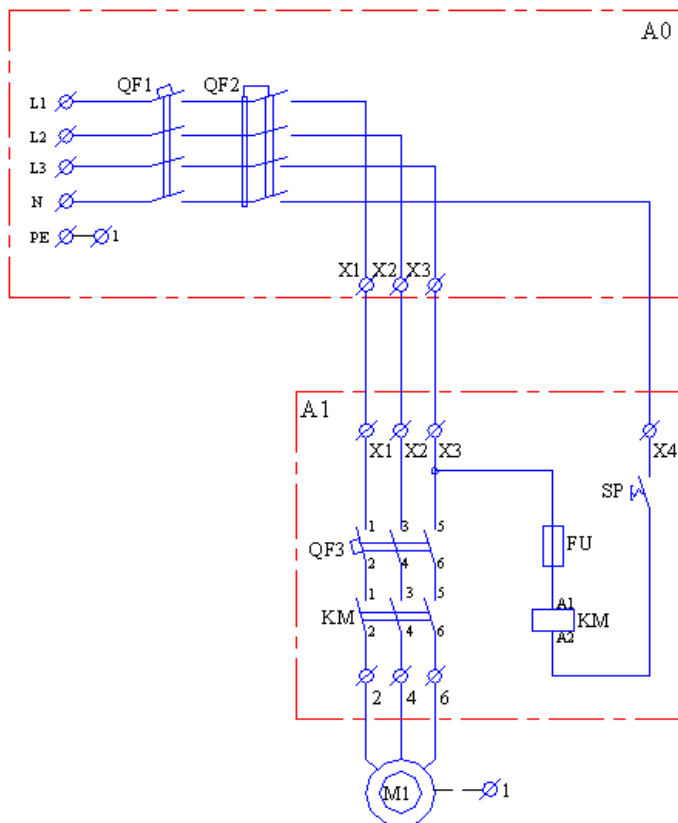 A0
QF1 QF2
L1
L2
L3
N
PE 1
X1 X2 X3
A1
X1 X2 X3 X4
SP
1 3 5
QF3 FU
2 4 6
1 3 5 A1
KM KM
2 4 6 A2
2 4 6
M1 1